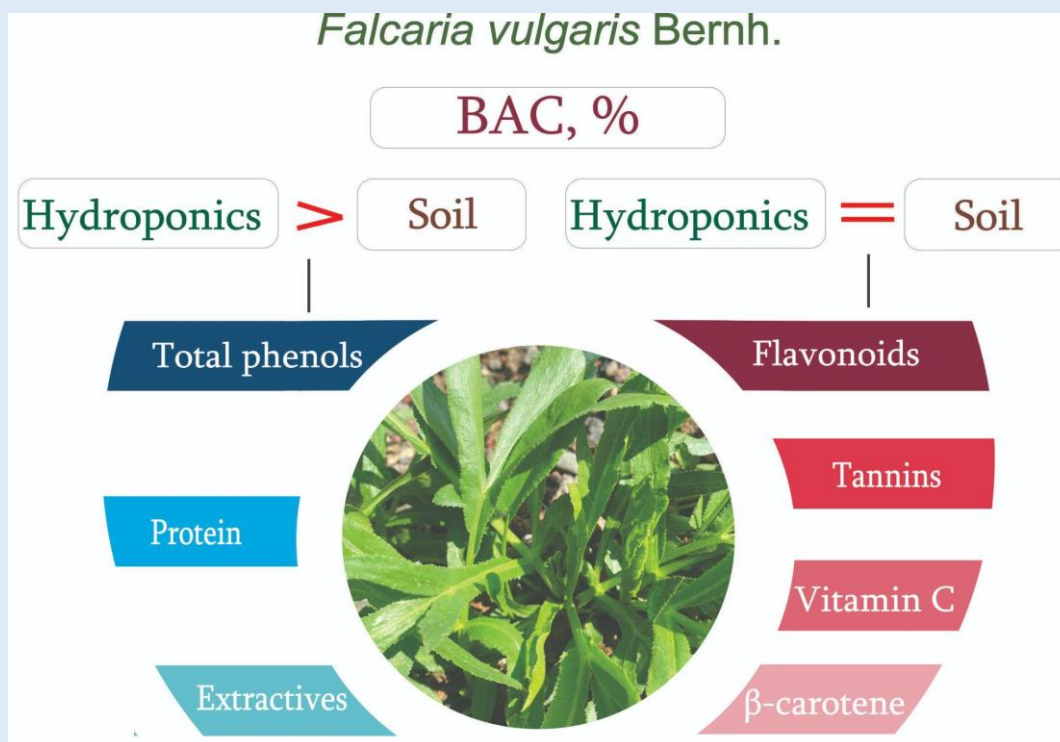 Falcaria vulgaris Bernh.
BAC, %
Hydroponics > Soil Hydroponics = Soil
Total phenols
Flavonoids
Tannins
Protein
Vitamin C
Extractives
β-carotene